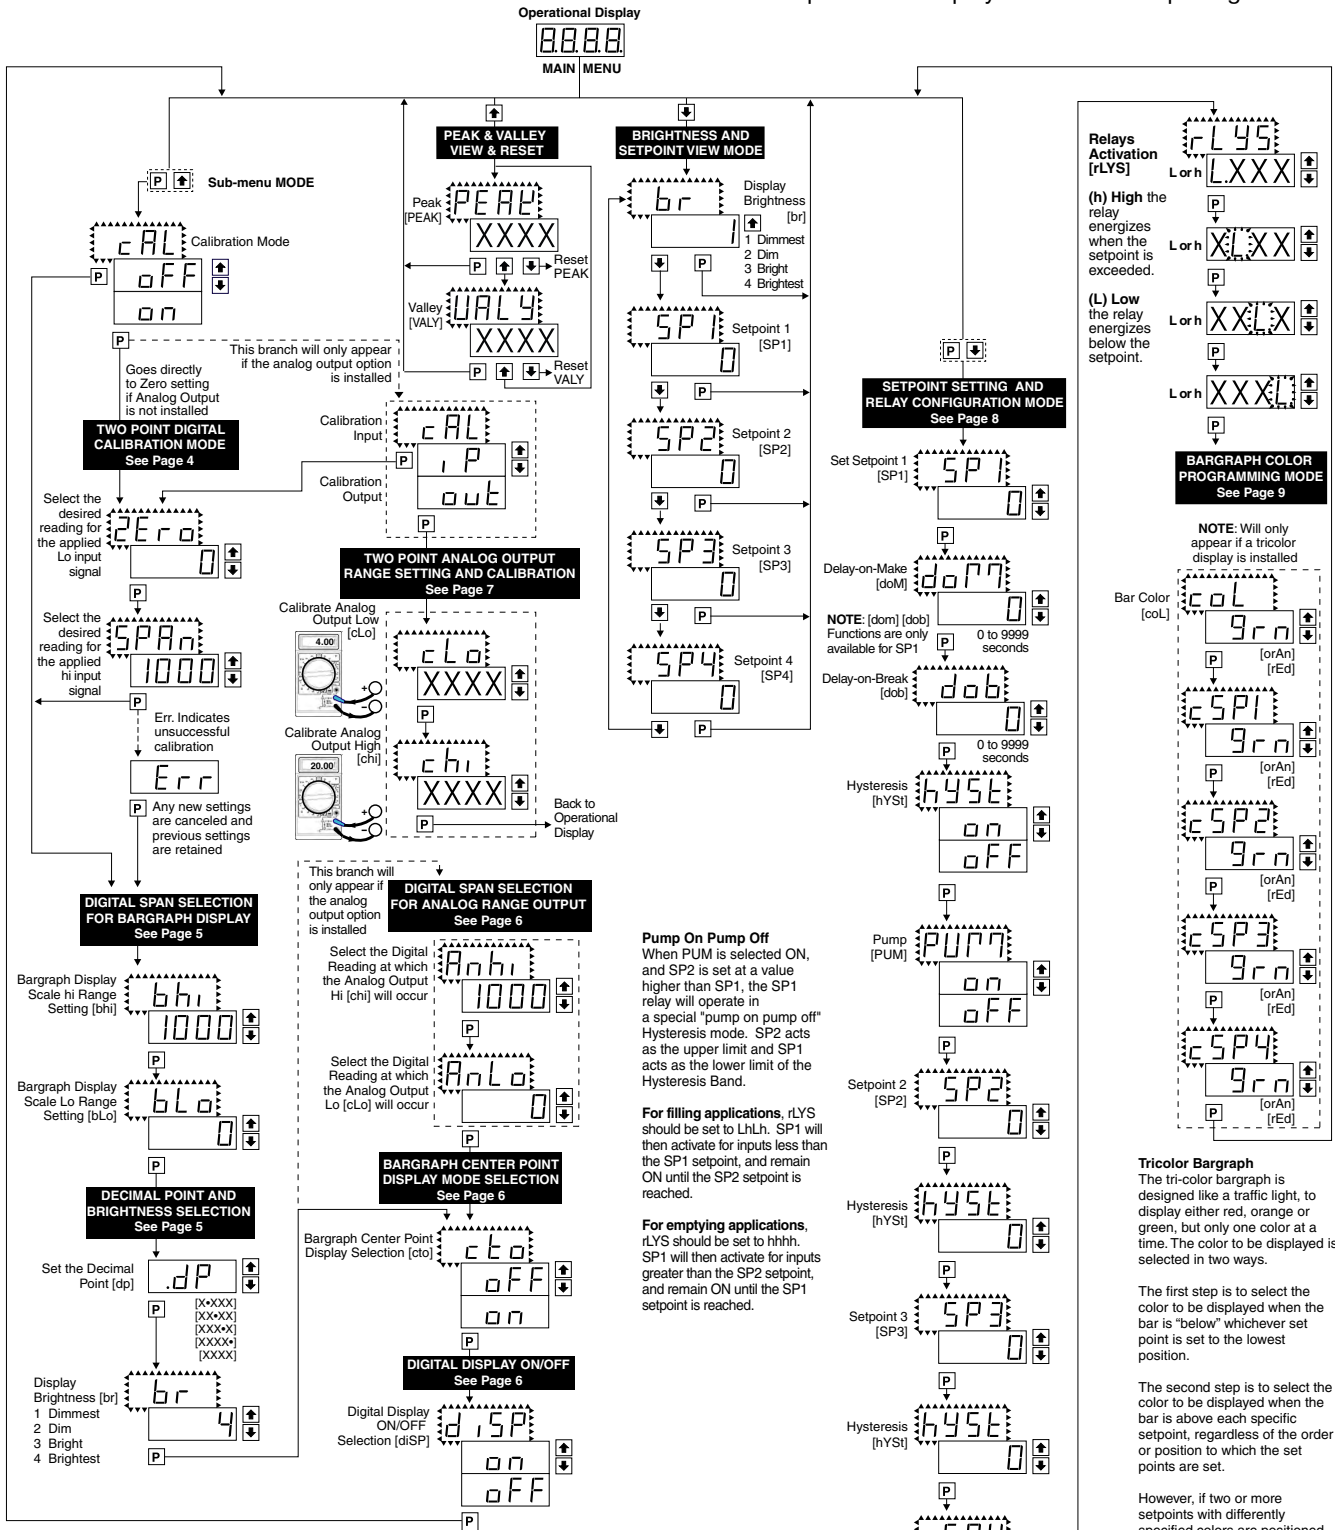 Operational Display
8.8.8.8.
MAIN MENU
P
Sub-menu MODE
cAL
Calibration Mode
oFF
on
P
P
Goes directly
to Zero setting
if Analog Output
is not installed
This branch will only appear
if the analog output option
is installed
TWO POINT DIGITAL
CALIBRATION MODE
See Page 4
Select the
desired
reading for
the applied
Lo input
signal
ZEro
0
P
Select the
desired
reading for
the applied
hi input
signal
SPAn
1000
P
Err. Indicates
unsuccessful
calibration
Err
P
Any new settings
are canceled and
previous settings
are retained
DIGITAL SPAN SELECTION
FOR BARGRAPH DISPLAY
See Page 5
Bargraph Display
Scale hi Range
Setting [bhi]
bhi
1000
P
Bargraph Display
Scale Lo Range
Setting [bLo]
bLo
0
P
DECIMAL POINT AND
BRIGHTNESS SELECTION
See Page 5
Set the Decimal
Point [dp]
.dP
P
[X•XXX]
[XX•XX]
[XXX•X]
[XXXX•]
[XXXX]
Display
Brightness [br]
1 Dimmest
2 Dim
3 Bright
4 Brightest
br
4
P
PEAK & VALLEY
VIEW & RESET
Peak
[PEAK]
PEAK
XXXX
P
Reset
PEAK
Valley
[VALY]
VALY
XXXX
P
Reset
VALY
Calibration
Input
cAL
iP
P
Calibration
Output
out
P
TWO POINT ANALOG OUTPUT
RANGE SETTING AND CALIBRATION
See Page 7
Calibrate Analog
Output Low
[cLo]
4.00
+
–
cLo
XXXX
P
Calibrate Analog
Output High
[chi]
20.00
+
–
chi
XXXX
P
Back to
Operational
Display
This branch will
only appear if
the analog
output option
is installed
DIGITAL SPAN SELECTION
FOR ANALOG RANGE OUTPUT
See Page 6
Select the Digital
Reading at which
the Analog Output
Hi [chi] will occur
Anhi
1000
P
Select the Digital
Reading at which
the Analog Output
Lo [cLo] will occur
AnLo
0
P
BARGRAPH CENTER POINT
DISPLAY MODE SELECTION
See Page 6
Bargraph Center Point
Display Selection [cto]
cto
oFF
on
P
DIGITAL DISPLAY ON/OFF
See Page 6
Digital Display
ON/OFF
Selection [diSP]
diSP
on
oFF
P
BRIGHTNESS AND
SETPOINT VIEW MODE
br
1
Display
Brightness
[br]
1 Dimmest
2 Dim
3 Bright
4 Brightest
P
SP1
0
Setpoint 1
[SP1]
P
SP2
0
Setpoint 2
[SP2]
P
SP3
0
Setpoint 3
[SP3]
P
SP4
0
Setpoint 4
[SP4]
P
Pump On Pump Off
When PUM is selected ON,
and SP2 is set at a value
higher than SP1, the SP1
relay will operate in
a special "pump on pump off"
Hysteresis mode. SP2 acts
as the upper limit and SP1
acts as the lower limit of the
Hysteresis Band.
For filling applications, rLYS
should be set to LhLh. SP1 will
then activate for inputs less than
the SP1 setpoint, and remain
ON until the SP2 setpoint is
reached.
For emptying applications,
rLYS should be set to hhhh.
SP1 will then activate for inputs
greater than the SP2 setpoint,
and remain ON until the SP1
setpoint is reached.
P
SETPOINT SETTING AND
RELAY CONFIGURATION MODE
See Page 8
Set Setpoint 1
[SP1]
SP1
0
P
Delay-on-Make
[doM]
doM
0
NOTE: [dom] [dob]
Functions are only
available for SP1
P
0 to 9999
seconds
Delay-on-Break
[dob]
dob
0
P
0 to 9999
seconds
Hysteresis
[hYSt]
hYSt
on
oFF
P
Pump
[PUM]
PUM
on
oFF
P
Setpoint 2
[SP2]
SP2
0
P
Hysteresis
[hYSt]
hYSt
0
P
Setpoint 3
[SP3]
SP3
0
P
Hysteresis
[hYSt]
hYSt
0
P
SP4
Relays
Activation
[rLYS]
(h) High the
relay
energizes
when the
setpoint is
exceeded.
(L) Low
the relay
energizes
below the
setpoint.
rLYS
L or h
L.XXX
P
L or h
XLXX
P
L or h
XXLX
P
L or h
XXXL
P
BARGRAPH COLOR
PROGRAMMING MODE
See Page 9
NOTE: Will only
appear if a tricolor
display is installed
Bar Color
[coL]
coL
grn
P
[orAn]
[rEd]
cSP1
grn
P
[orAn]
[rEd]
cSP2
grn
P
[orAn]
[rEd]
cSP3
grn
P
[orAn]
[rEd]
cSP4
grn
P
[orAn]
[rEd]
Tricolor Bargraph
The tri-color bargraph is
designed like a traffic light, to
display either red, orange or
green, but only one color at a
time. The color to be displayed is
selected in two ways.
The first step is to select the
color to be displayed when the
bar is “below” whichever set
point is set to the lowest
position.
The second step is to select the
color to be displayed when the
bar is above each specific
setpoint, regardless of the order
or position to which the set
points are set.
However, if two or more
setpoints with differently
specified colors are positioned